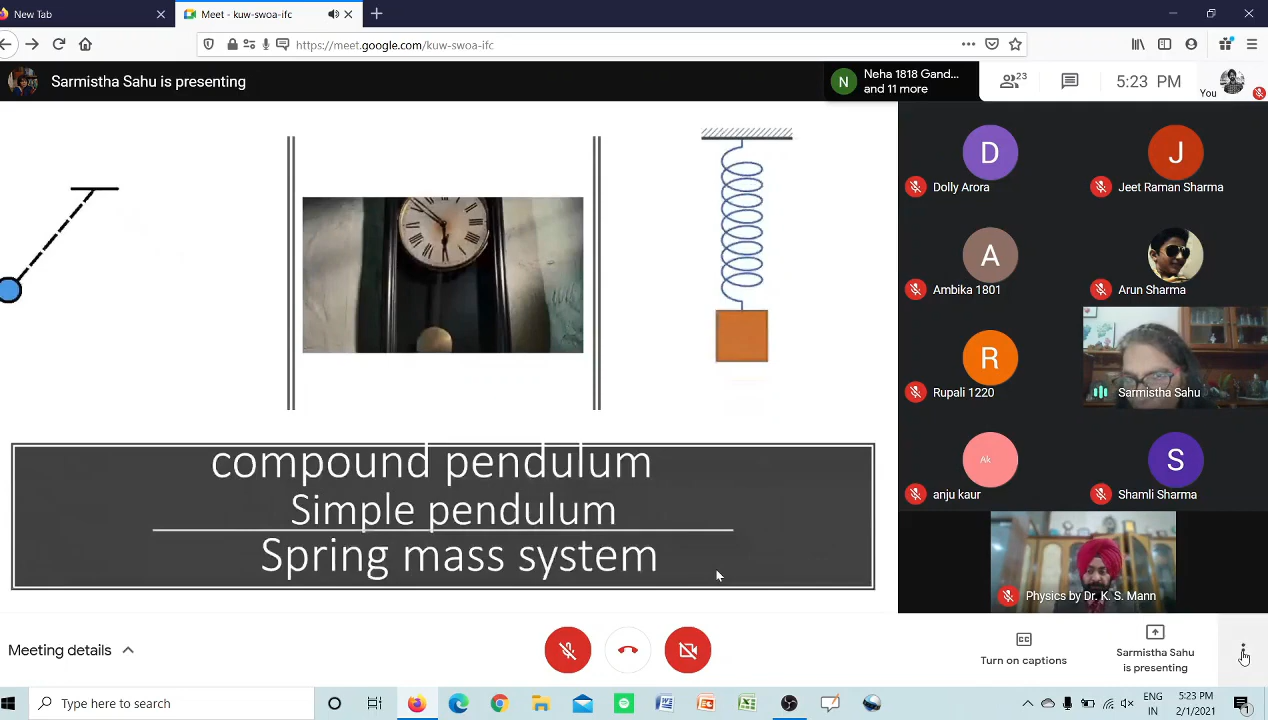 New Tab
Meet - kuw-swoa-ifc
https://meet.google.com/kuw-swoa-ifc
Sarmistha Sahu is presenting
N
Neha 1818 Gand...
and 11 more
23
5:23 PM
You
D
Dolly Arora
J
Jeet Raman Sharma
A
Ambika 1801
Arun Sharma
R
Rupali 1220
Sarmistha Sahu
Ak
anju kaur
S
Shamli Sharma
Physics by Dr. K. S. Mann
compound pendulum
Simple pendulum
Spring mass system
Meeting details
CC
Turn on captions
Sarmistha Sahu
is presenting
Type here to search
ENG
IN
5:23 PM
2/1/2021
1